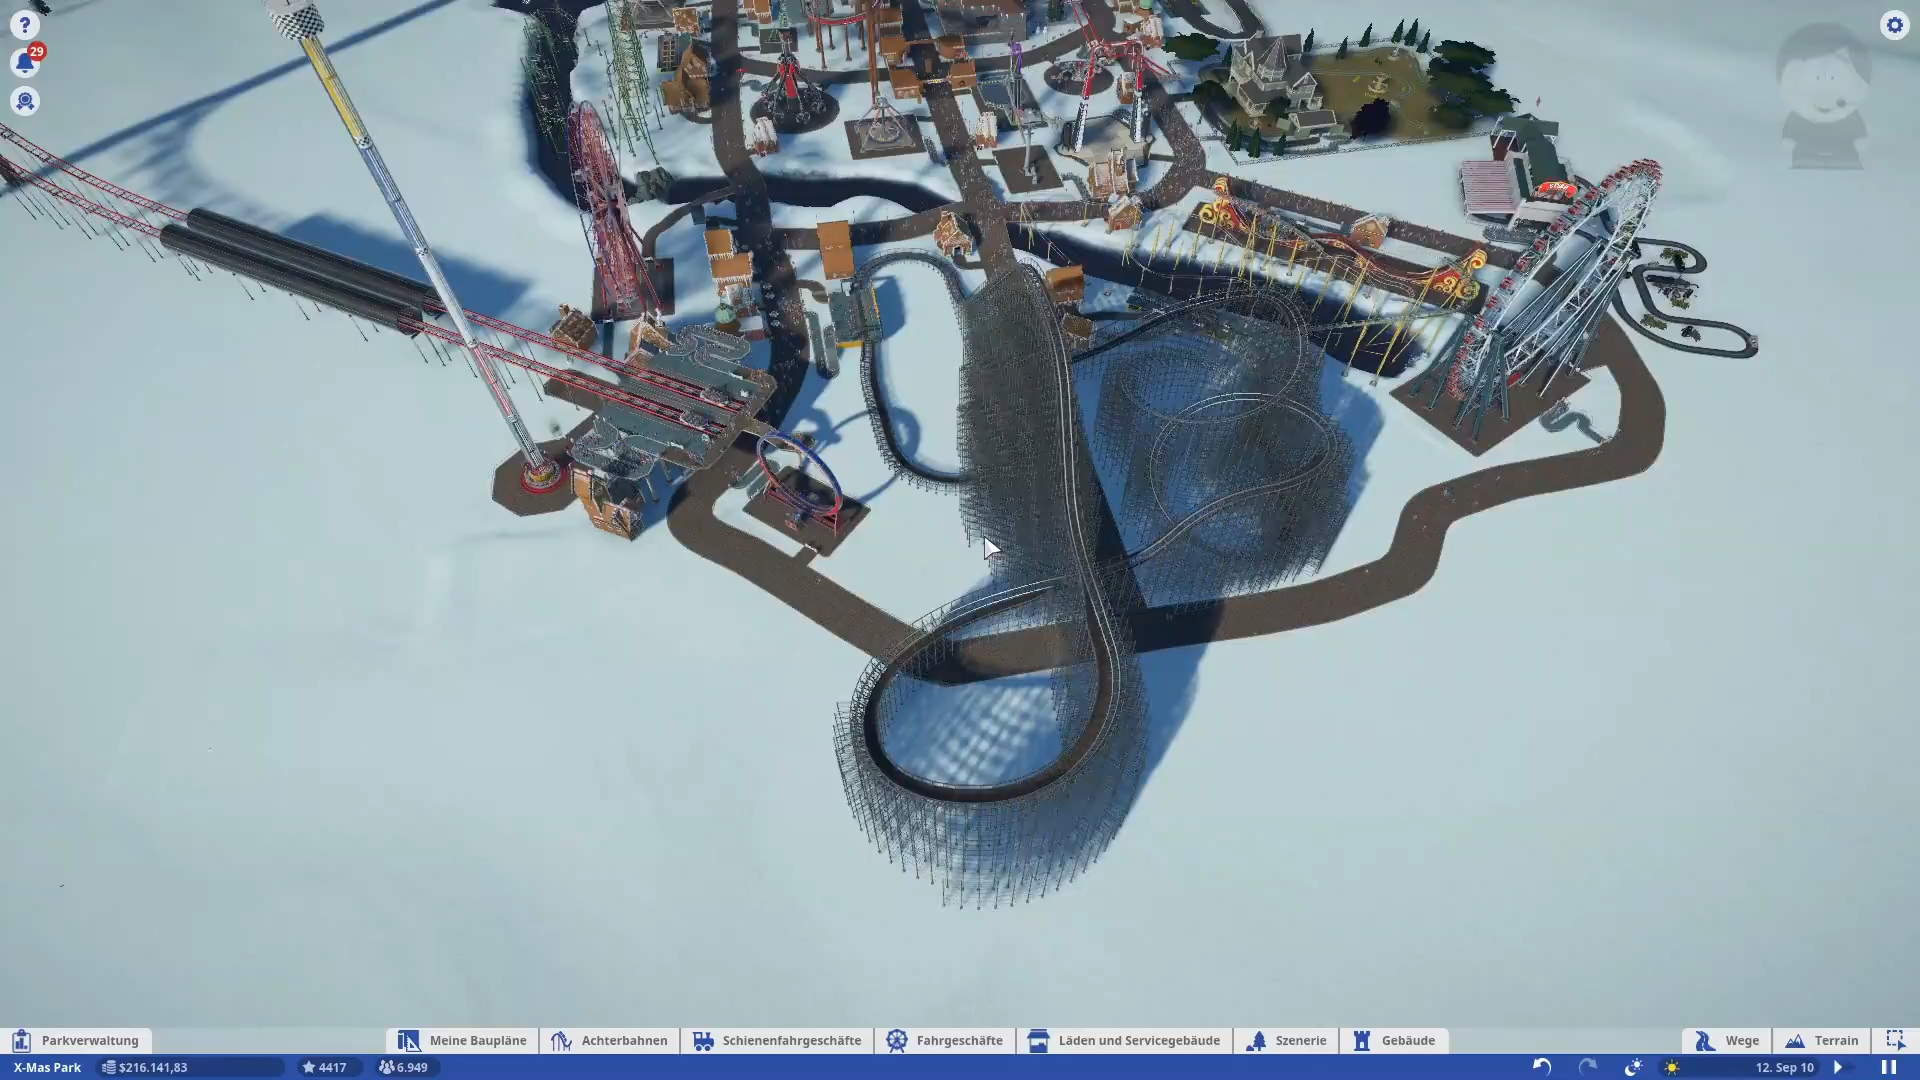 ?
29
Parkverwaltung
Meine Baupläne
Achterbahnen
Schienenfahrgeschäfte
Fahrgeschäfte
Läden und Servicegebäude
Szenerie
Gebäude
Wege
Terrain
X-Mas Park
$216.141,83
4417
6.949
12. Sep 10